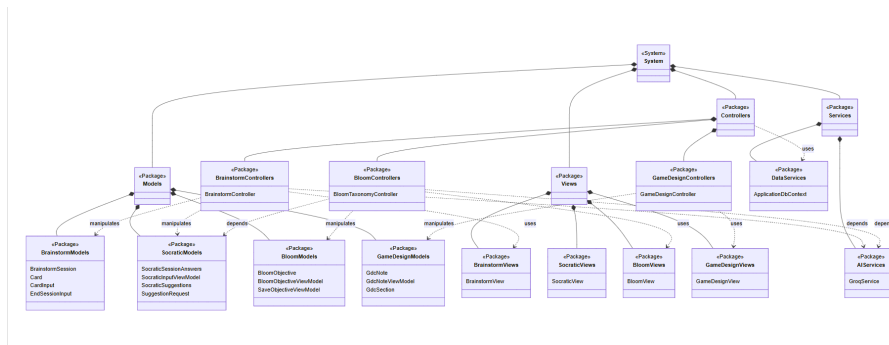 «System»
System
«Package»
Controllers
«Package»
Services
uses
«Package»
Models
«Package»
BrainstormControllers
BrainstormController
«Package»
BloomControllers
BloomTaxonomyController
«Package»
Views
«Package»
GameDesignControllers
GameDesignController
«Package»
DataServices
ApplicationDbContext
manipulates
manipulates
depends
manipulates
manipulates
uses
uses
uses
depends
depends
«Package»
BrainstormModels
BrainstormSession
Card
CardInput
EndSessionInput
«Package»
SocraticModels
SocraticSessionAnswers
SocraticInputViewModel
SocraticSuggestions
SuggestionRequest
«Package»
BloomModels
BloomObjective
BloomObjectiveViewModel
SaveObjectiveViewModel
«Package»
GameDesignModels
GdcNote
GdcNoteViewModel
GdcSection
«Package»
BrainstormViews
BrainstormView
«Package»
SocraticViews
SocraticView
«Package»
BloomViews
BloomView
«Package»
GameDesignViews
GameDesignView
«Package»
AIServices
GroqService